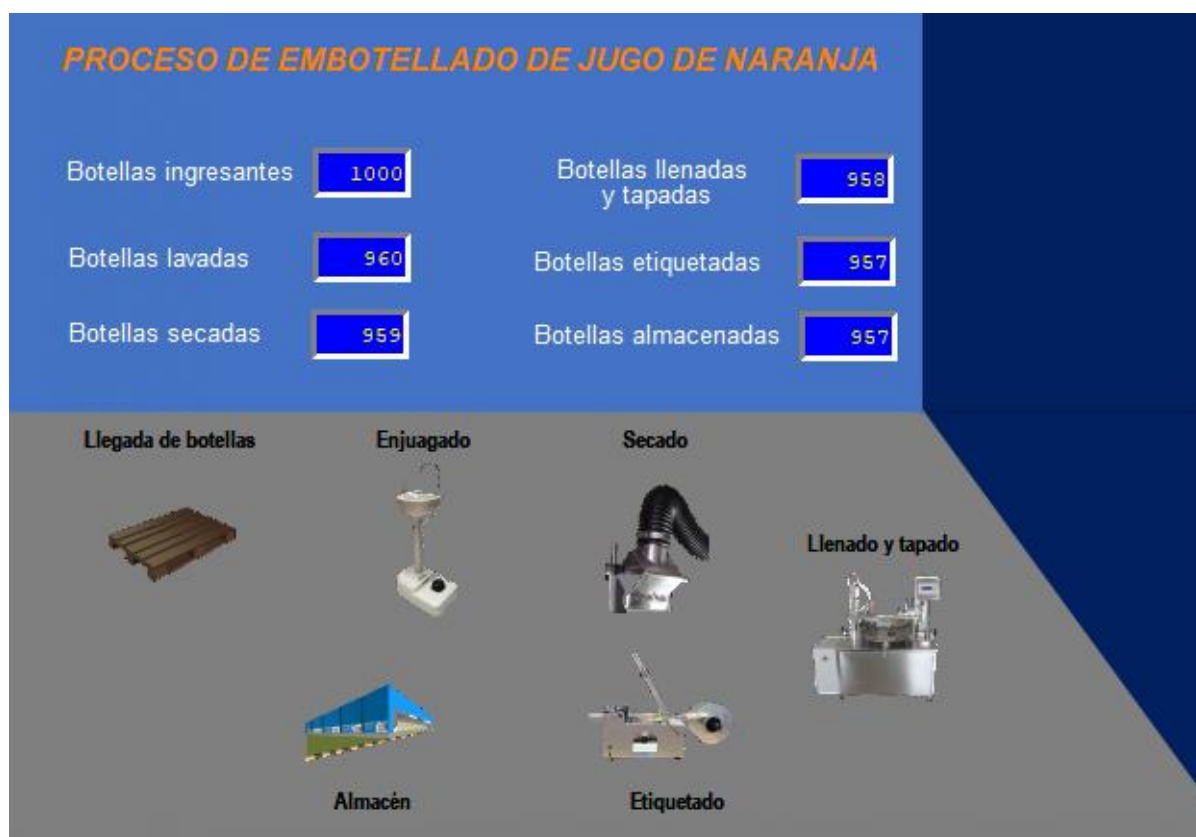 PROCESO DE EMBOTELLADO DE JUGO DE NARANJA
Botellas ingresantes 1000
Botellas lavadas 960
Botellas secadas 959
Botellas llenadas
y tapadas 958
Botellas etiquetadas 957
Botellas almacenadas 957
Llegada de botellas
Enjuagado
Secado
Llenado y tapado
Almacén
Etiquetado